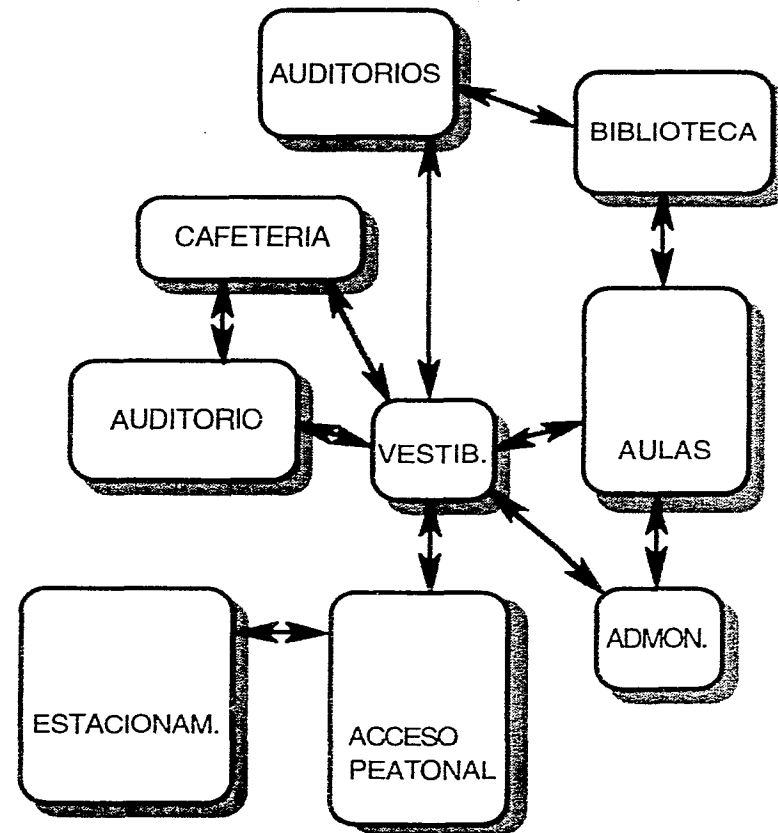 AUDITORIOS
BIBLIOTECA
CAFETERIA
AUDITORIO
VESTIB.
AULAS
ADMON.
ESTACIONAM.
ACCESO
PEATONAL